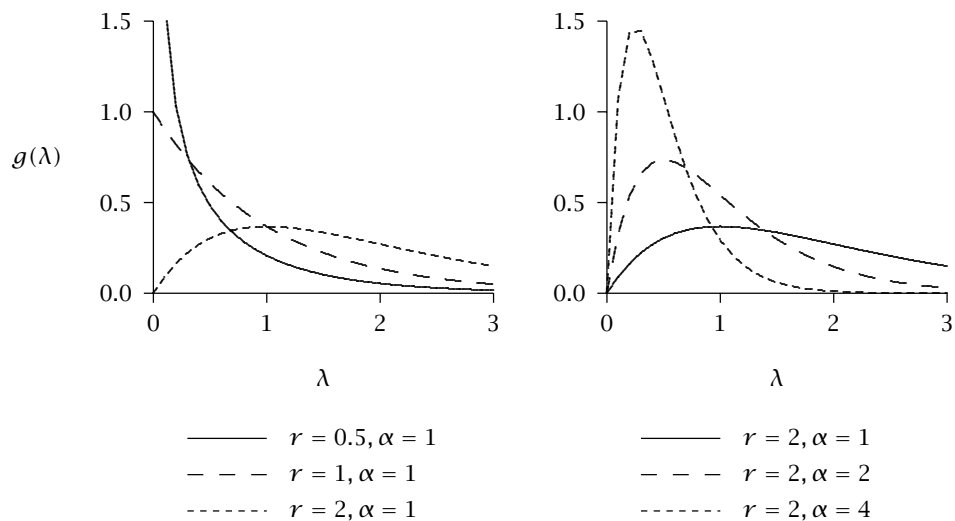 1.5
1.0
0.5
0.0
g(λ)
0 1 2 3
λ
r = 0.5, α = 1
r = 1, α = 1
r = 2, α = 1
1.5
1.0
0.5
0.0
0 1 2 3
λ
r = 2, α = 1
r = 2, α = 2
r = 2, α = 4